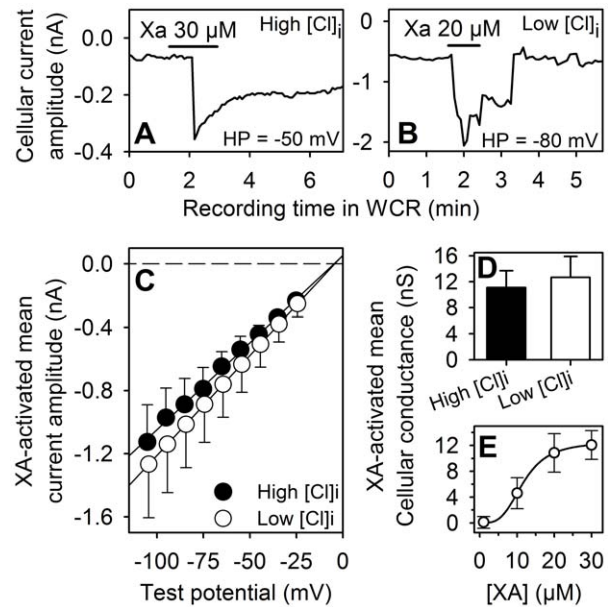 Cellular current
amplitude (nA)
0.0
-0.2
-0.4
Xa 30 µM
High [Cl]i
A
HP = -50 mV
0 2 4 6
0
-1
-2
Xa 20 µM
Low [Cl]i
B
HP = -80 mV
0 1 2 3 4 5
Recording time in WCR (min)
XA-activated mean
current amplitude (nA)
0.0
-0.4
-0.8
-1.2
-1.6
C
High [Cl]i
Low [Cl]i
-100 -75 -50 -25 0
Test potential (mV)
XA-activated mean
Cellular conductance (nS)
16
12
8
4
0
D
High [Cl]i
Low [Cl]i
12
8
4
0
E
0 10 20 30
[XA] (µM)